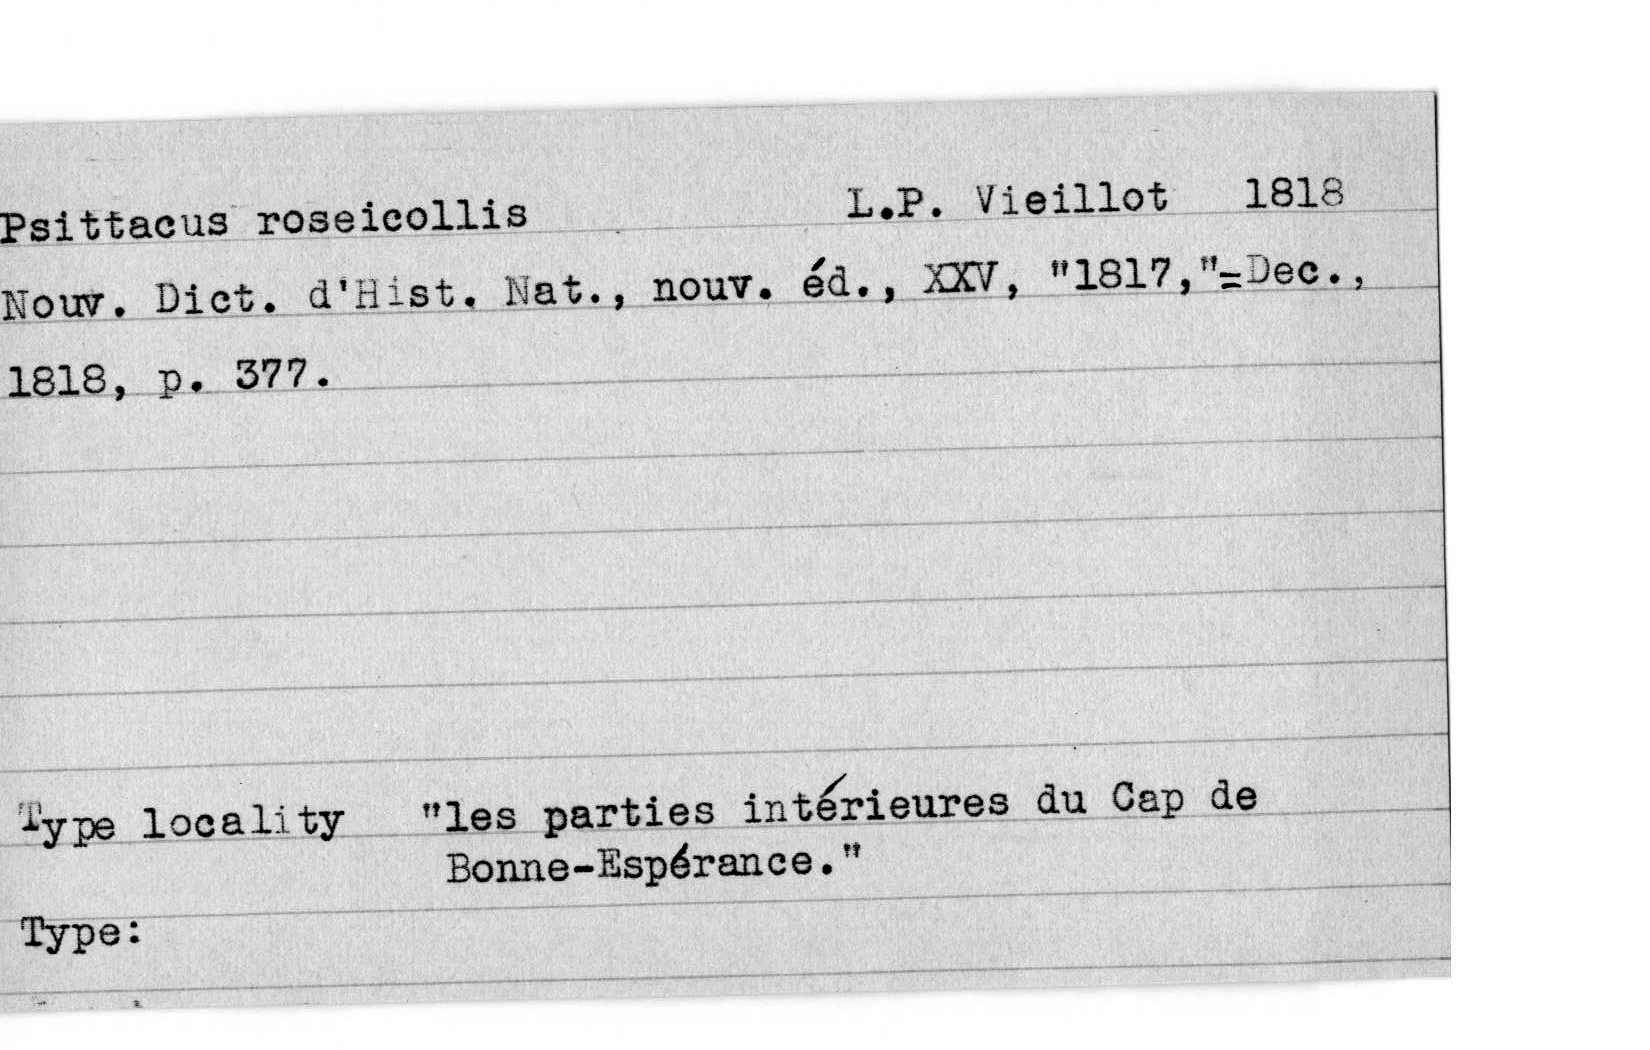 Psittacus roseicollis L.P. Vieillot 1818
Nouv. Dict. d'Hist. Nat., nouv. éd., XXV, "1817,"=Dec.,
1818, p. 377.
Type locality "les parties intérieures du Cap de
Bonne-Espérance."
Type: